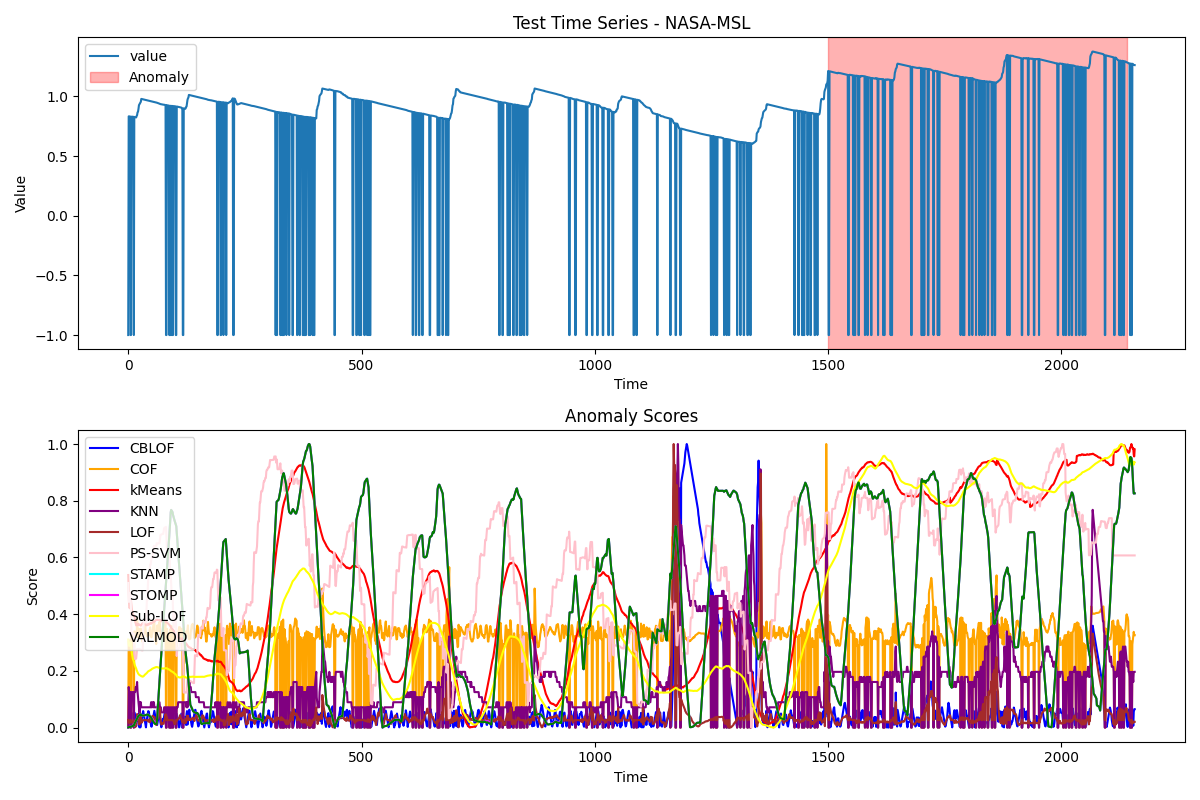 Test Time Series - NASA-MSL
value
Anomaly
1.0
0.5
0.0
−0.5
−1.0
Value
0
500
1000
1500
2000
Time
Anomaly Scores
CBLOF
COF
kMeans
KNN
LOF
PS-SVM
STAMP
STOMP
Sub-LOF
VALMOD
1.0
0.8
0.6
0.4
0.2
0.0
Score
0
500
1000
1500
2000
Time